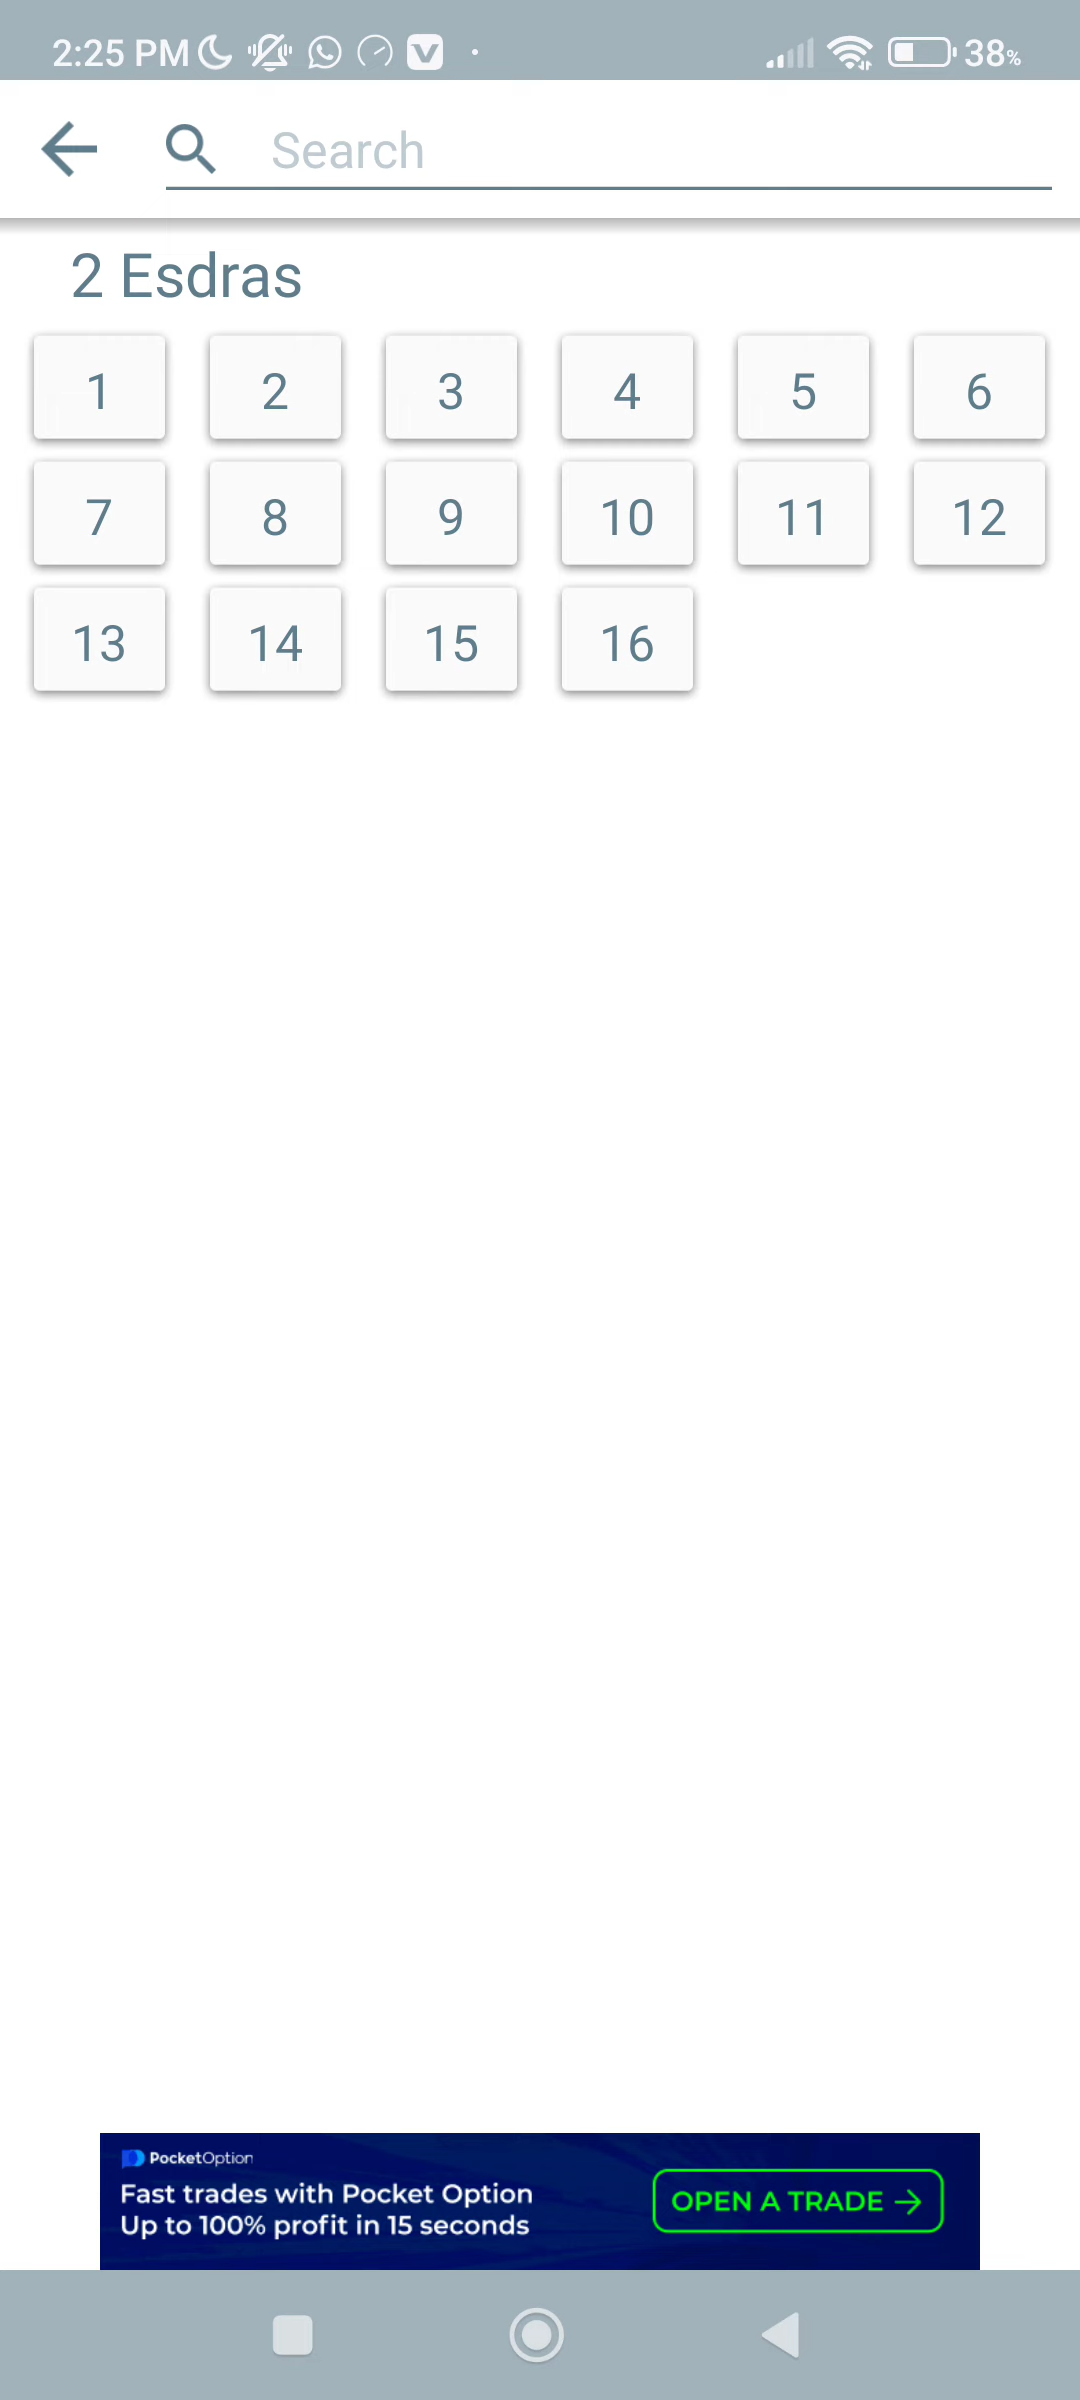 2:25 PM 38%
Search
2 Esdras
1 2 3 4 5 6
7 8 9 10 11 12
13 14 15 16
PocketOption
Fast trades with Pocket Option
Up to 100% profit in 15 seconds
OPEN A TRADE →